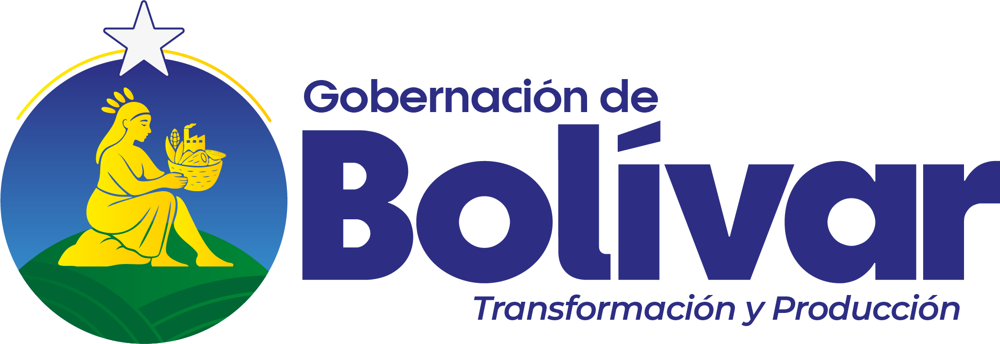 Gobernación de
Bolívar
Transformación y Producción